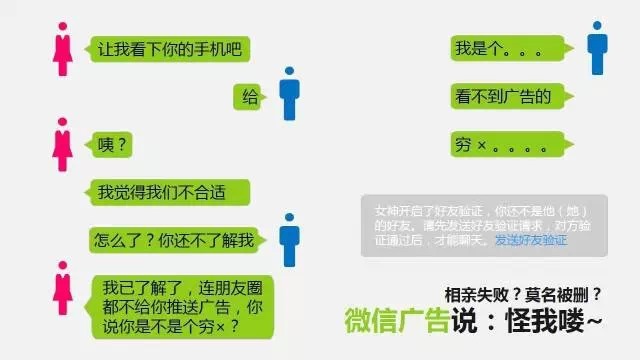 让我看下你的手机吧
给
咦？
我觉得我们不合适
怎么了？你还不了解我
我已了解了，连朋友圈
都不给你推送广告，你
说你是不是个穷×？
我是个。。。
看不到广告的
穷×。。。。
女神开启了好友验证，你还不是他（她）
的好友。请先发送好友验证请求，对方验
证通过后，才能聊天。发送好友验证
相亲失败？莫名被删？
微信广告说：怪我喽~